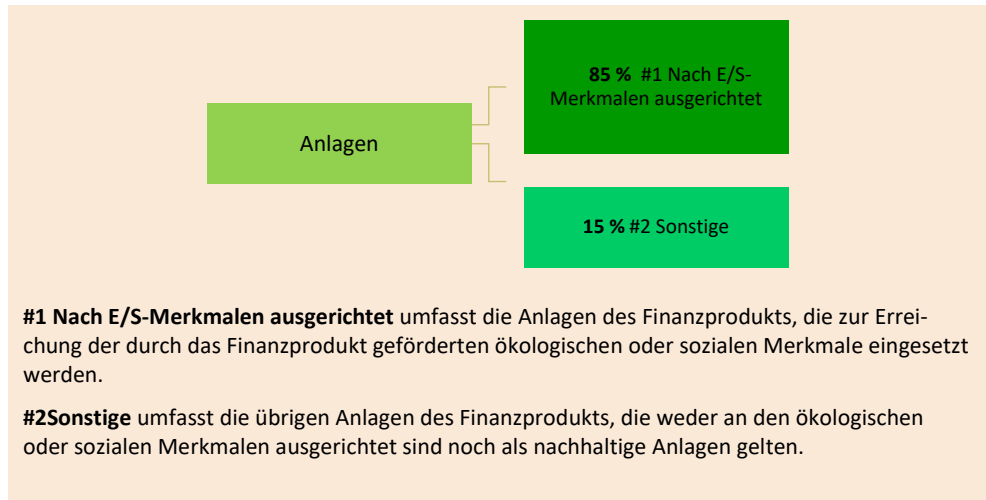 85 % #1 Nach E/S-
Merkmalen ausgerichtet
Anlagen
15 % #2 Sonstige
#1 Nach E/S-Merkmalen ausgerichtet umfasst die Anlagen des Finanzprodukts, die zur Errei-
chung der durch das Finanzprodukt geförderten ökologischen oder sozialen Merkmale eingesetzt
werden.
#2Sonstige umfasst die übrigen Anlagen des Finanzprodukts, die weder an den ökologischen
oder sozialen Merkmalen ausgerichtet sind noch als nachhaltige Anlagen gelten.